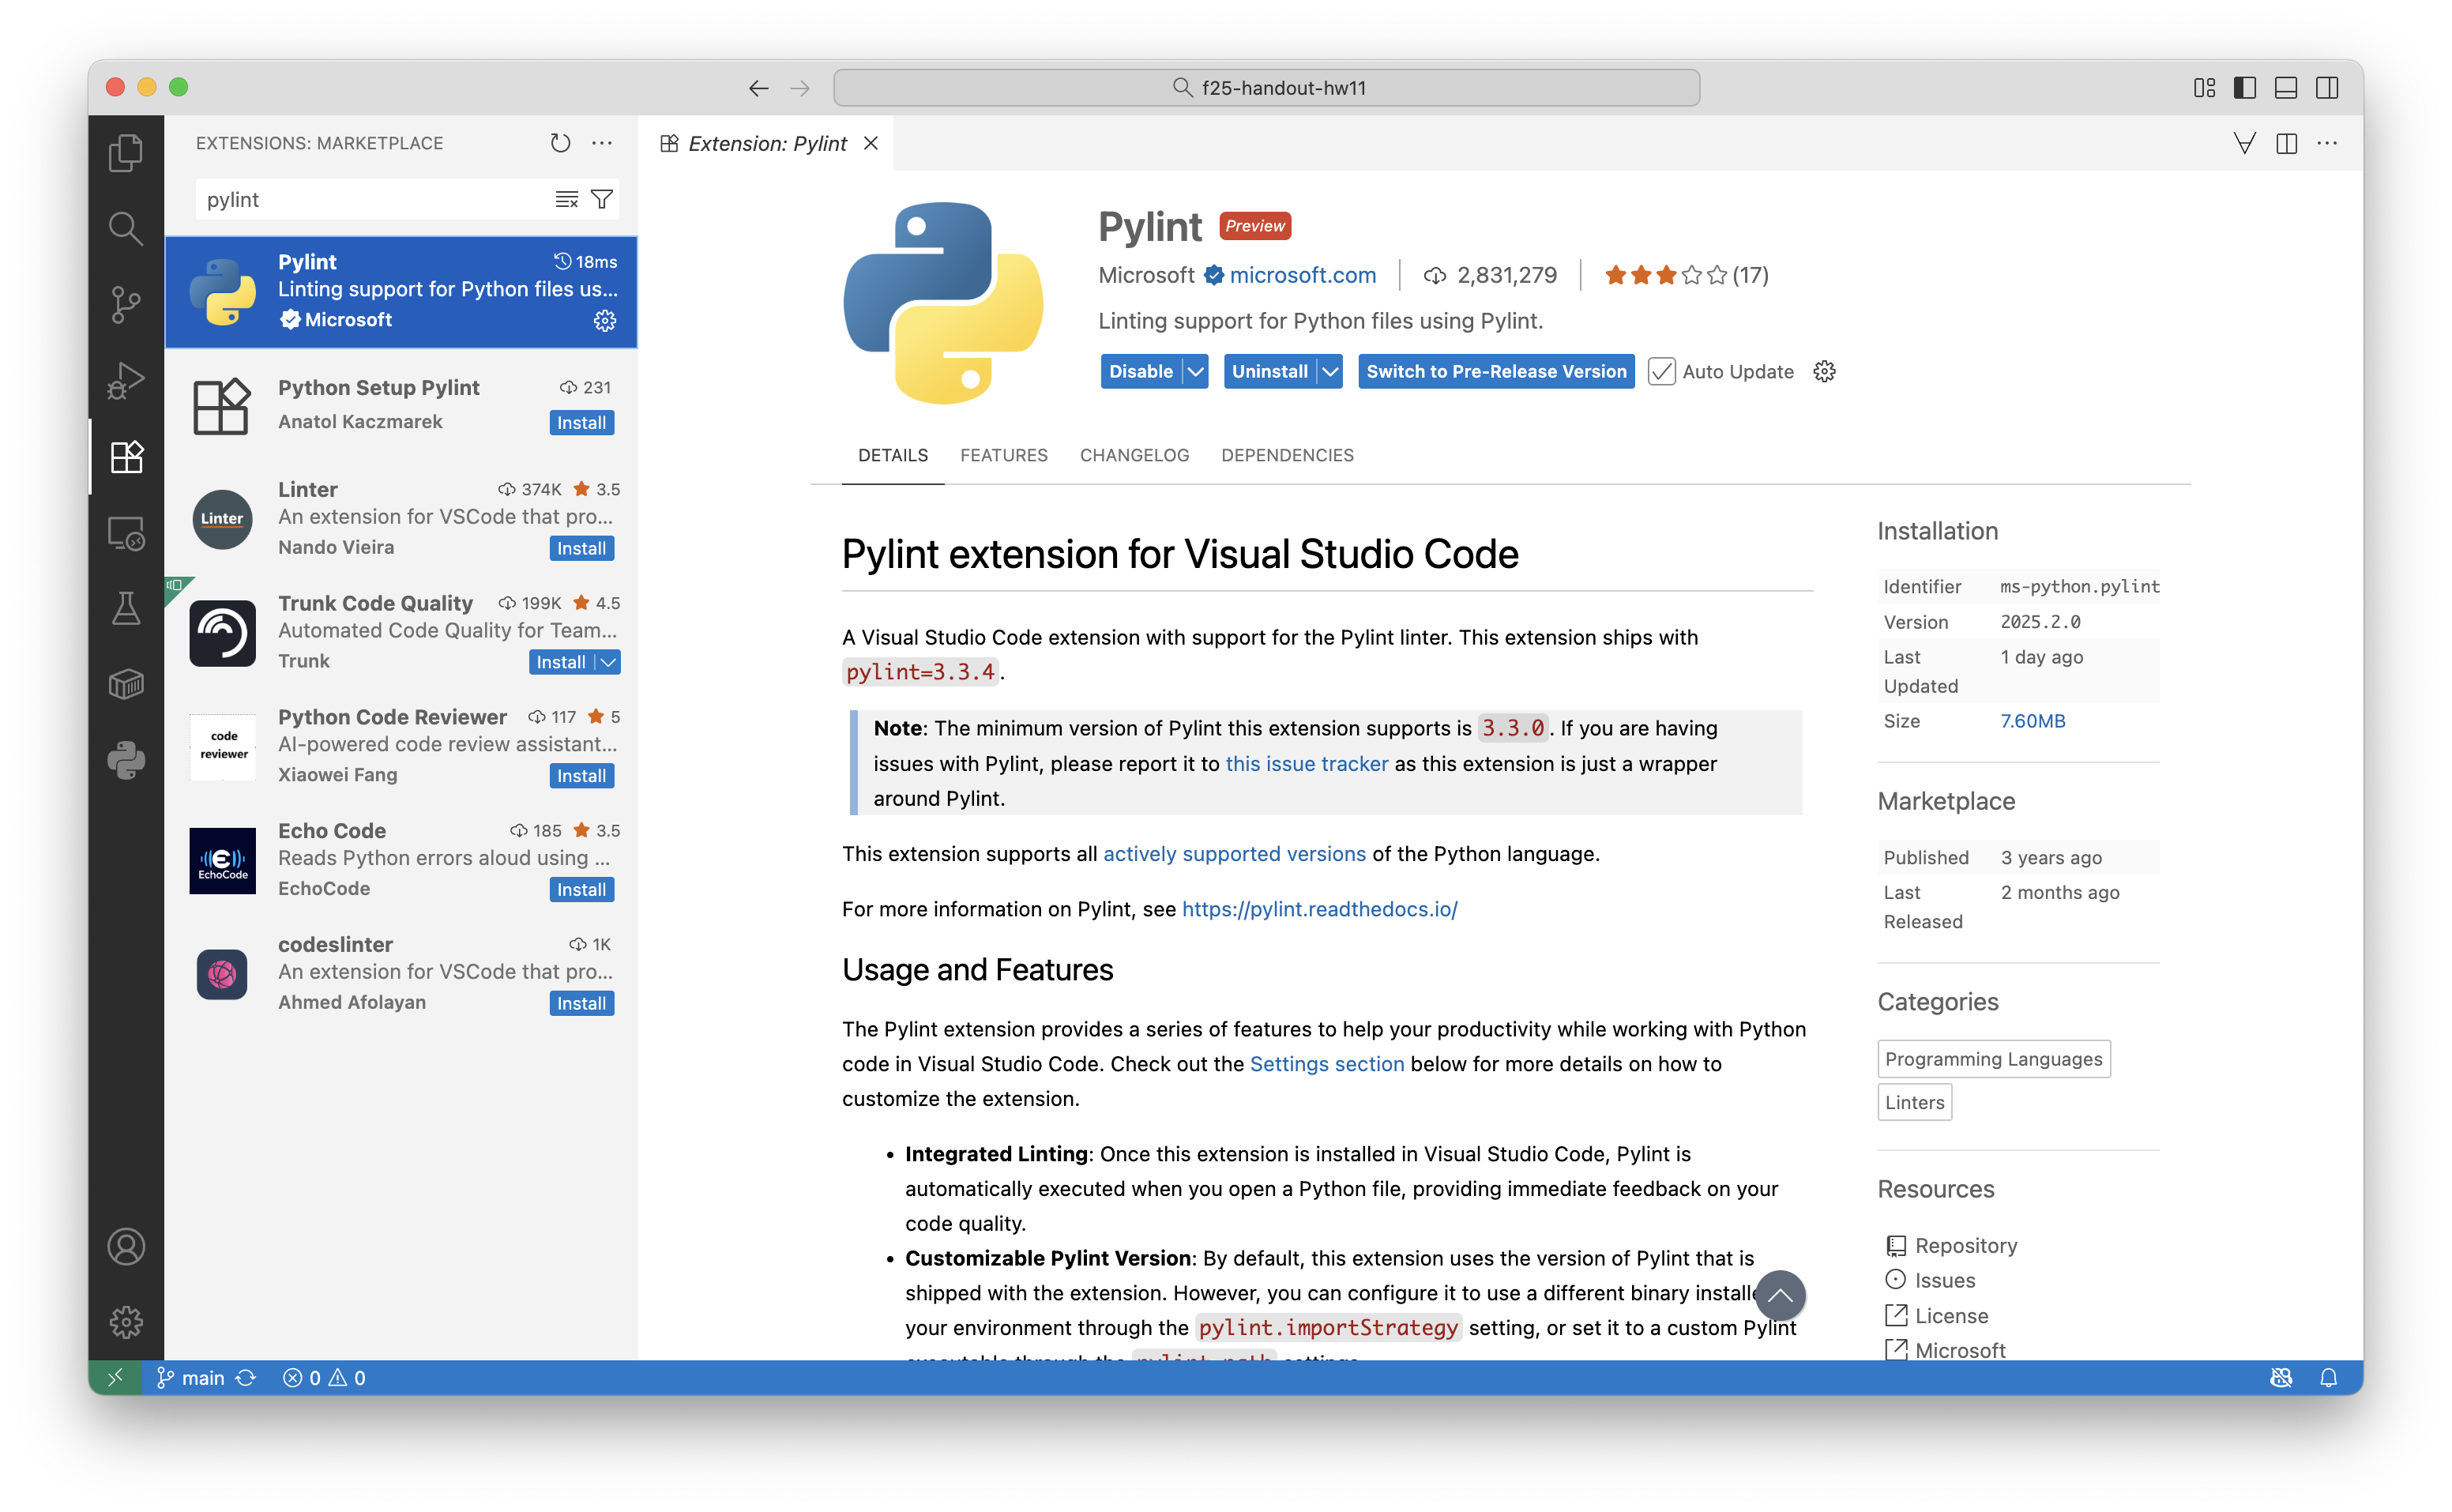 f25-handout-hw11
EXTENSIONS: MARKETPLACE
pylint
Pylint 18ms
Linting support for Python files us...
Microsoft
Python Setup Pylint 231
Anatol Kaczmarek Install
Linter
Linter 374K 3.5
An extension for VSCode that pro...
Nando Vieira Install
Trunk Code Quality 199K 4.5
Automated Code Quality for Team...
Trunk Install
code
reviewer
Python Code Reviewer 117 5
AI-powered code review assistant...
Xiaowei Fang Install
EchoCode
Echo Code 185 3.5
Reads Python errors aloud using ...
EchoCode Install
codeslinter 1K
An extension for VSCode that pro...
Ahmed Afolayan Install
Extension: Pylint
Pylint Preview
Microsoft microsoft.com 2,831,279 (17)
Linting support for Python files using Pylint.
Disable Uninstall Switch to Pre-Release Version Auto Update
DETAILS FEATURES CHANGELOG DEPENDENCIES
Pylint extension for Visual Studio Code
A Visual Studio Code extension with support for the Pylint linter. This extension ships with
pylint=3.3.4.
Note: The minimum version of Pylint this extension supports is 3.3.0. If you are having
issues with Pylint, please report it to this issue tracker as this extension is just a wrapper
around Pylint.
This extension supports all actively supported versions of the Python language.
For more information on Pylint, see https://pylint.readthedocs.io/
Usage and Features
The Pylint extension provides a series of features to help your productivity while working with Python
code in Visual Studio Code. Check out the Settings section below for more details on how to
customize the extension.
• Integrated Linting: Once this extension is installed in Visual Studio Code, Pylint is
automatically executed when you open a Python file, providing immediate feedback on your
code quality.
• Customizable Pylint Version: By default, this extension uses the version of Pylint that is
shipped with the extension. However, you can configure it to use a different binary installe
your environment through the pylint.importStrategy setting, or set it to a custom Pylint
Installation
Identifier ms-python.pylint
Version 2025.2.0
Last 1 day ago
Updated
Size 7.60MB
Marketplace
Published 3 years ago
Last 2 months ago
Released
Categories
Programming Languages
Linters
Resources
Repository
Issues
License
Microsoft
main 0 0